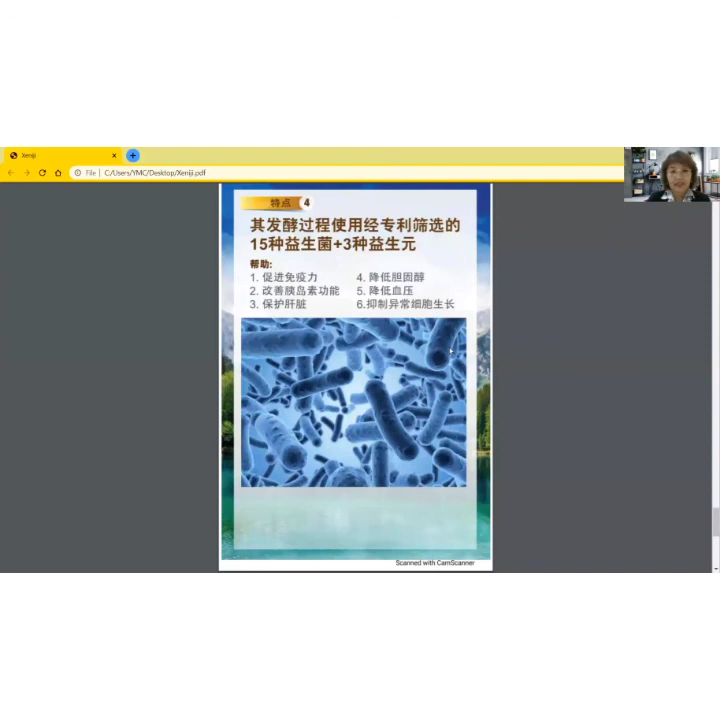 Xeniji
File
C:/Users/YMC/Desktop/Xeniji.pdf
特点 4
其发酵过程使用经专利筛选的
15种益生菌+3种益生元
帮助:
1. 促进免疫力 4. 降低胆固醇
2. 改善胰岛素功能 5. 降低血压
3. 保护肝脏 6.抑制异常细胞生长
Scanned with CamScanner